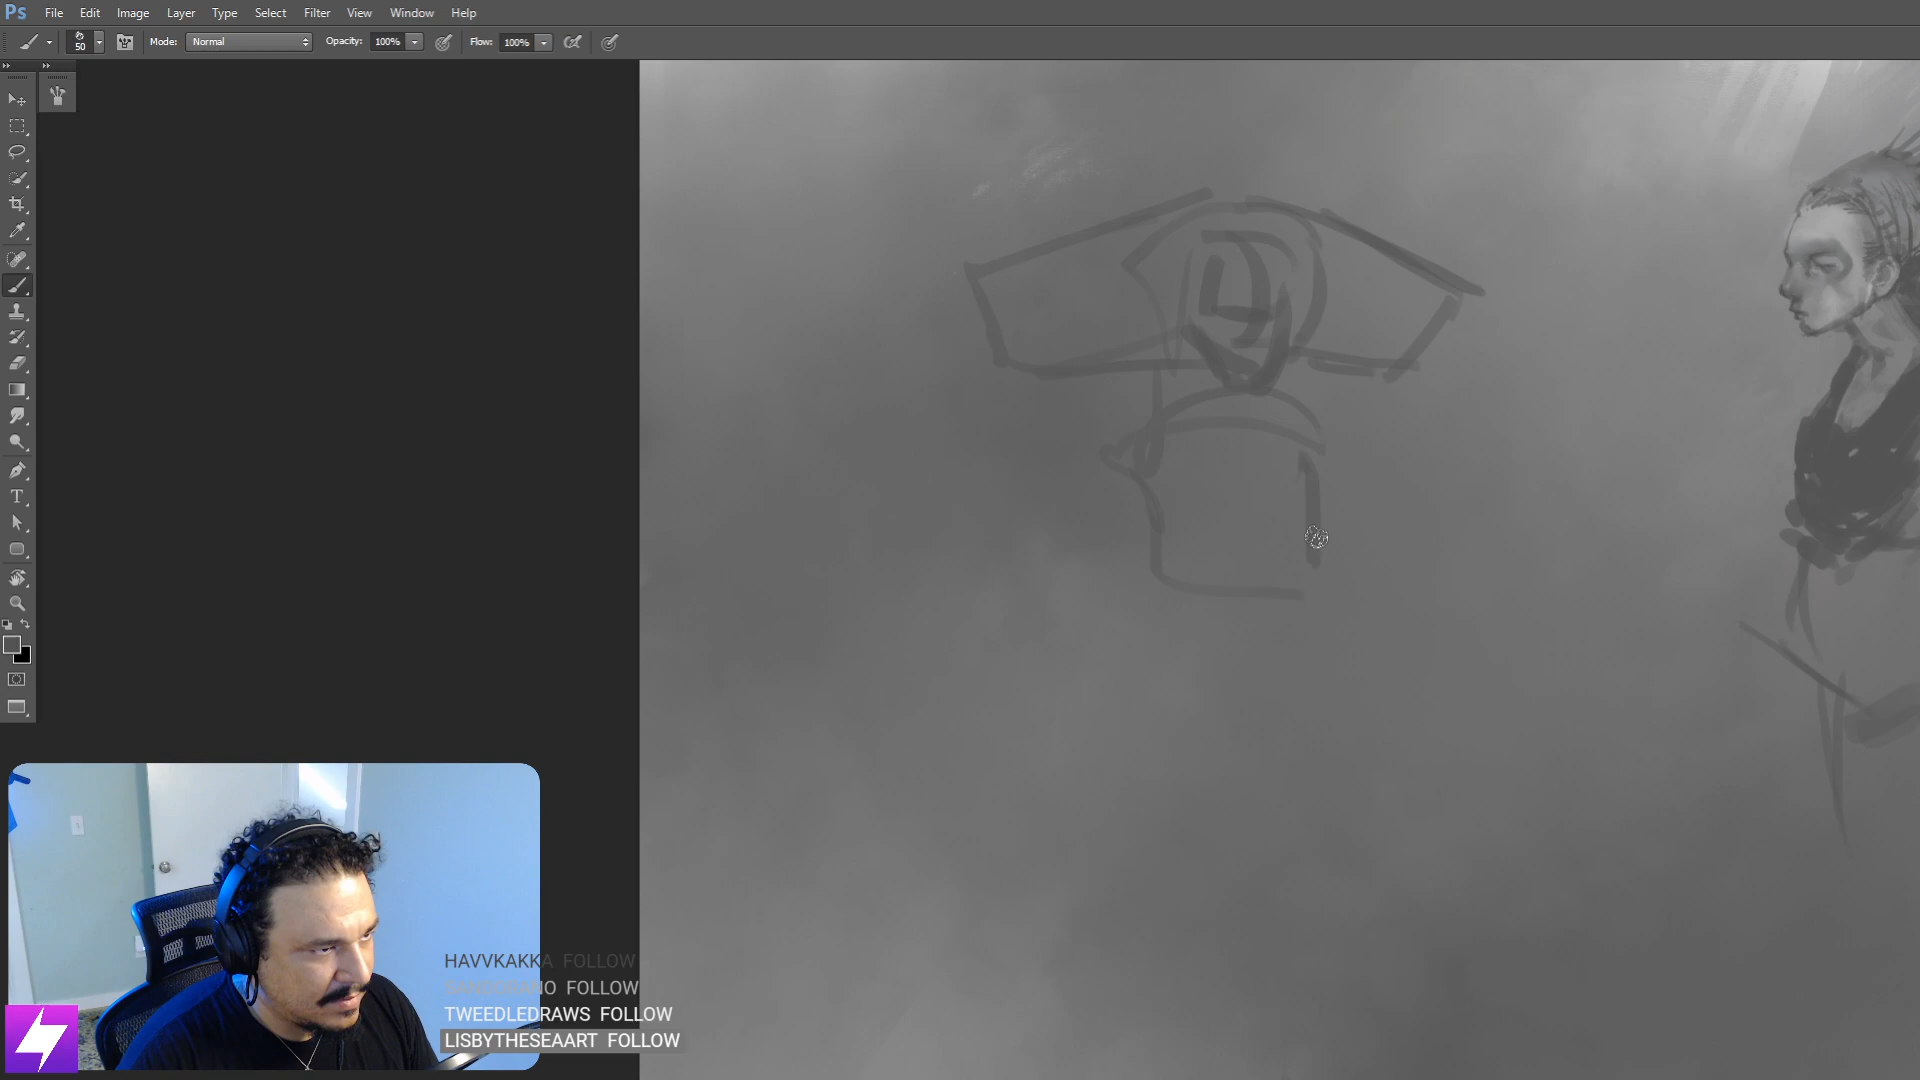 Ps File Edit Image Layer Type Select Filter View Window Help
50 Mode: Normal Opacity: 100% Flow: 100%
T
HAVVKAKKA FOLLOW
FOLLOW
TWEEDLEDRAWS FOLLOW
LISBYTHESEAART FOLLOW